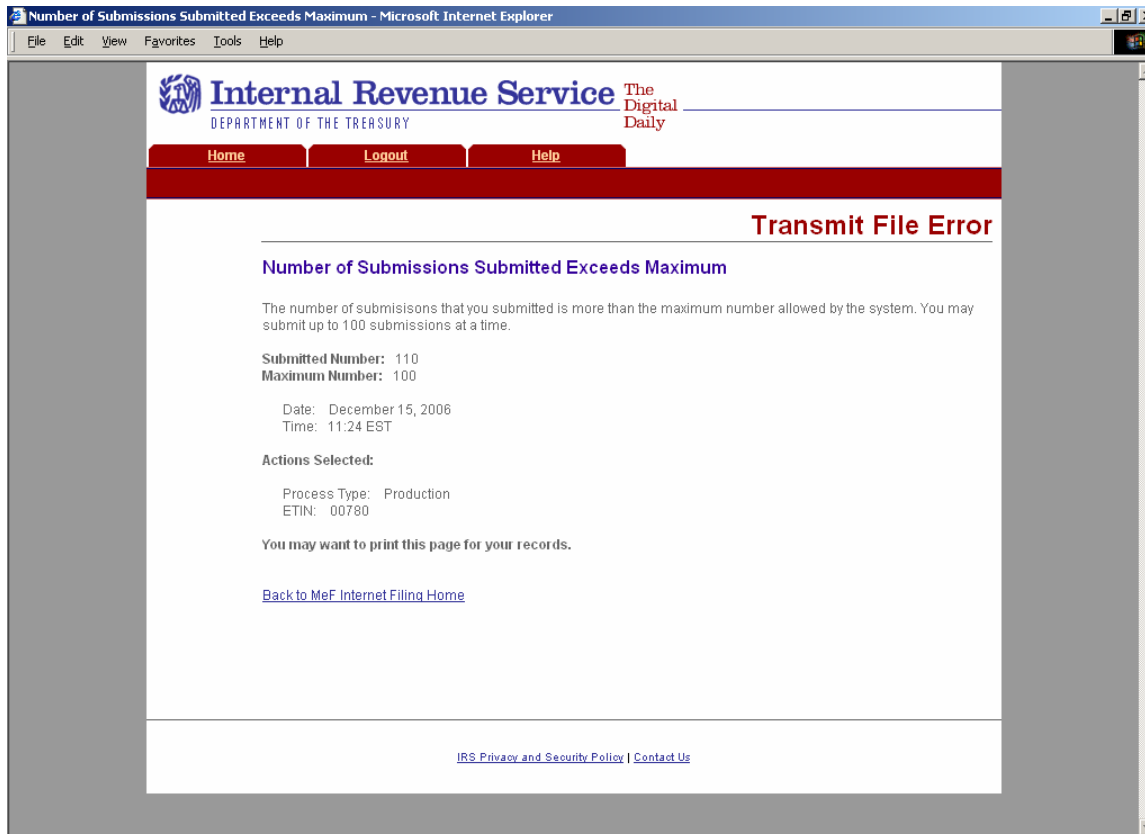 Number of Submissions Submitted Exceeds Maximum - Microsoft Internet Explorer
File Edit View Favorites Tools Help
Internal Revenue Service
DEPARTMENT OF THE TREASURY
The
Digital
Daily
Home Logout Help
Transmit File Error
Number of Submissions Submitted Exceeds Maximum
The number of submisisons that you submitted is more than the maximum number allowed by the system. You may
submit up to 100 submissions at a time.
Submitted Number: 110
Maximum Number: 100
Date: December 15, 2006
Time: 11:24 EST
Actions Selected:
Process Type: Production
ETIN: 00780
You may want to print this page for your records.
Back to MeF Internet Filing Home
IRS Privacy and Security Policy | Contact Us